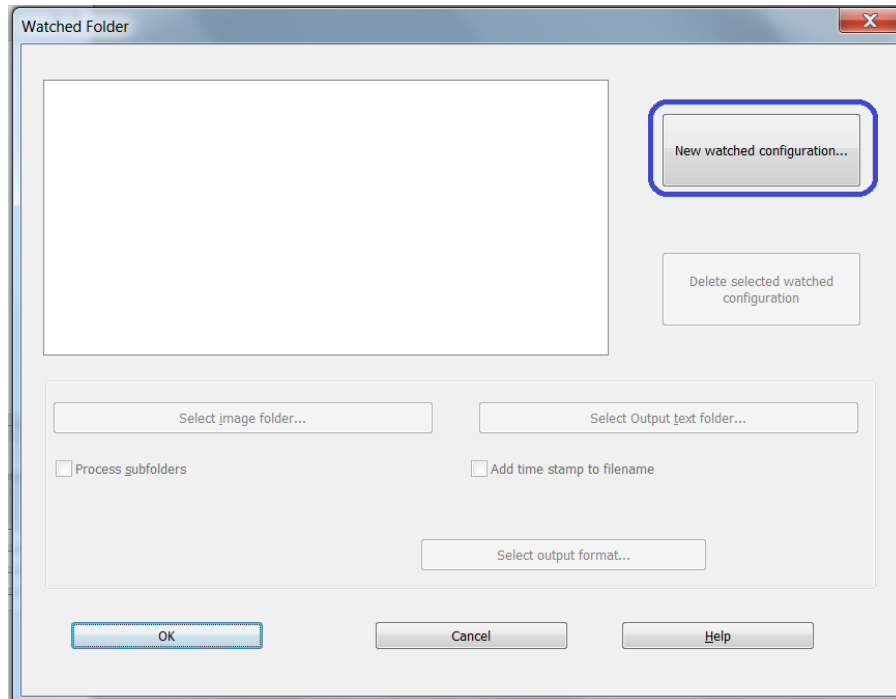 Watched Folder
New watched configuration...
Delete selected watched
configuration
Select image folder...
Select Output text folder...
Process subfolders
Add time stamp to filename
Select output format...
OK
Cancel
Help